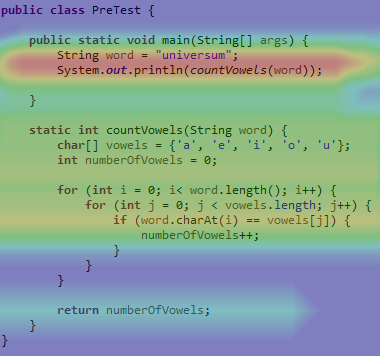 public class PreTest {
public static void main(String[] args) {
String word = "universum";
System.out.println(countVowels(word));
}
static int countVowels(String word) {
char[] vowels = {'a', 'e', 'i', 'o', 'u'};
int numberOfVowels = 0;
for (int i = 0; i< word.length(); i++) {
for (int j = 0; j < vowels.length; j++) {
if (word.charAt(i) == vowels[j]) {
numberOfVowels++;
}
}
}
return numberOfVowels;
}
}